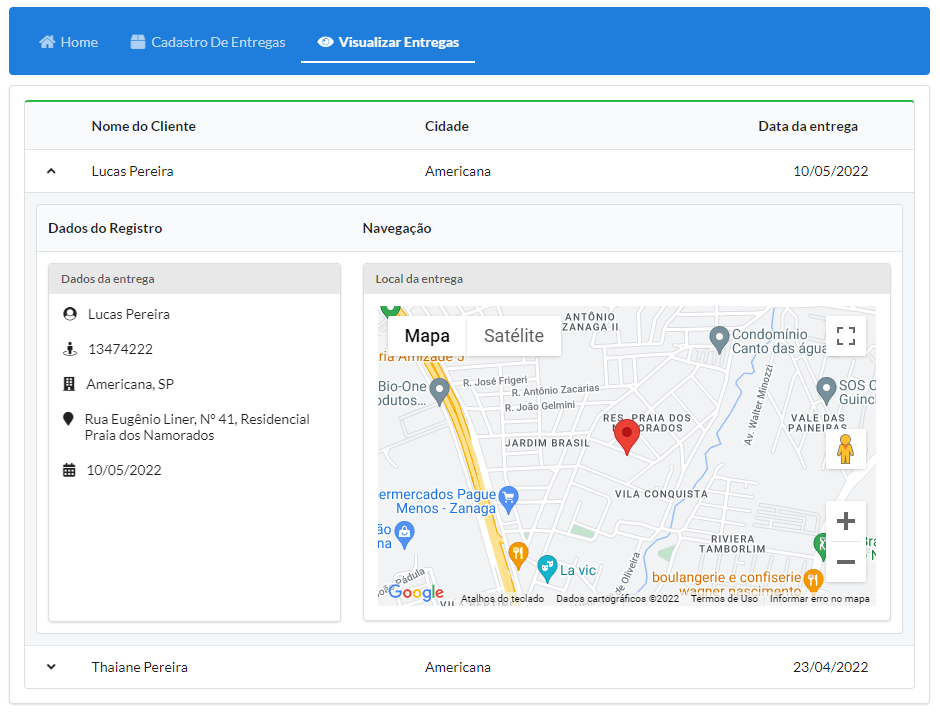 Home
Cadastro De Entregas
Visualizar Entregas
Nome do Cliente
Cidade
Data da entrega
Lucas Pereira
Americana
10/05/2022
Dados do Registro
Navegação
Dados da entrega
Lucas Pereira
13474222
Americana, SP
Rua Eugênio Liner, Nº 41, Residencial
Praia dos Namorados
10/05/2022
Local da entrega
Mapa
Satélite
ANTÔNIO
ZANAGA II
Condomínio
Canto das água
ria Amizade 3
Bio-One
odutos...
R. José Frigeri
R. Antônio Zacarias
R. João Gelmini
Av. Walter Minozzi
SOS C
Guinc
RES. PRAIA DOS
VALE DAS
PAINEIRAS
JARDIM BRASIL
VILA CONQUISTA
ermercados Pague
Menos - Zanaga
ão
na
RIVIERA
TAMBORLIM
La vic
Oliveira
Pádula
boulangerie e confiserie
wagner nascimento
Google
Atalhos do teclado
Dados cartográficos ©2022
Termos de Uso
Informar erro no mapa
Thaiane Pereira
Americana
23/04/2022